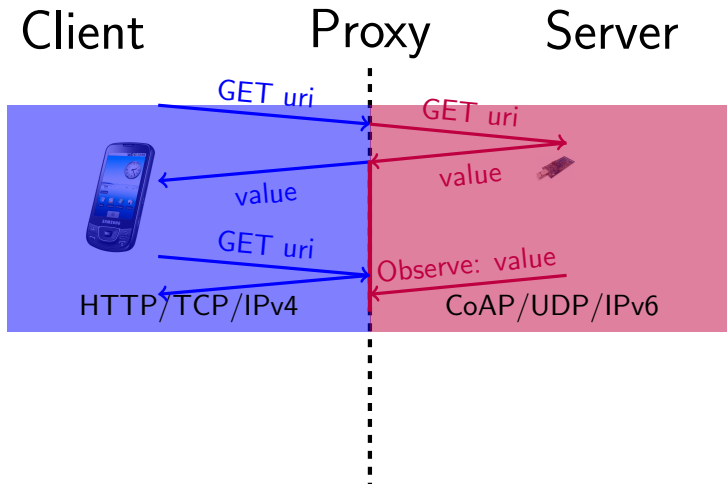 Client Proxy Server
GET uri
GET uri
value
value
GET uri
Observe: value
HTTP/TCP/IPv4
CoAP/UDP/IPv6